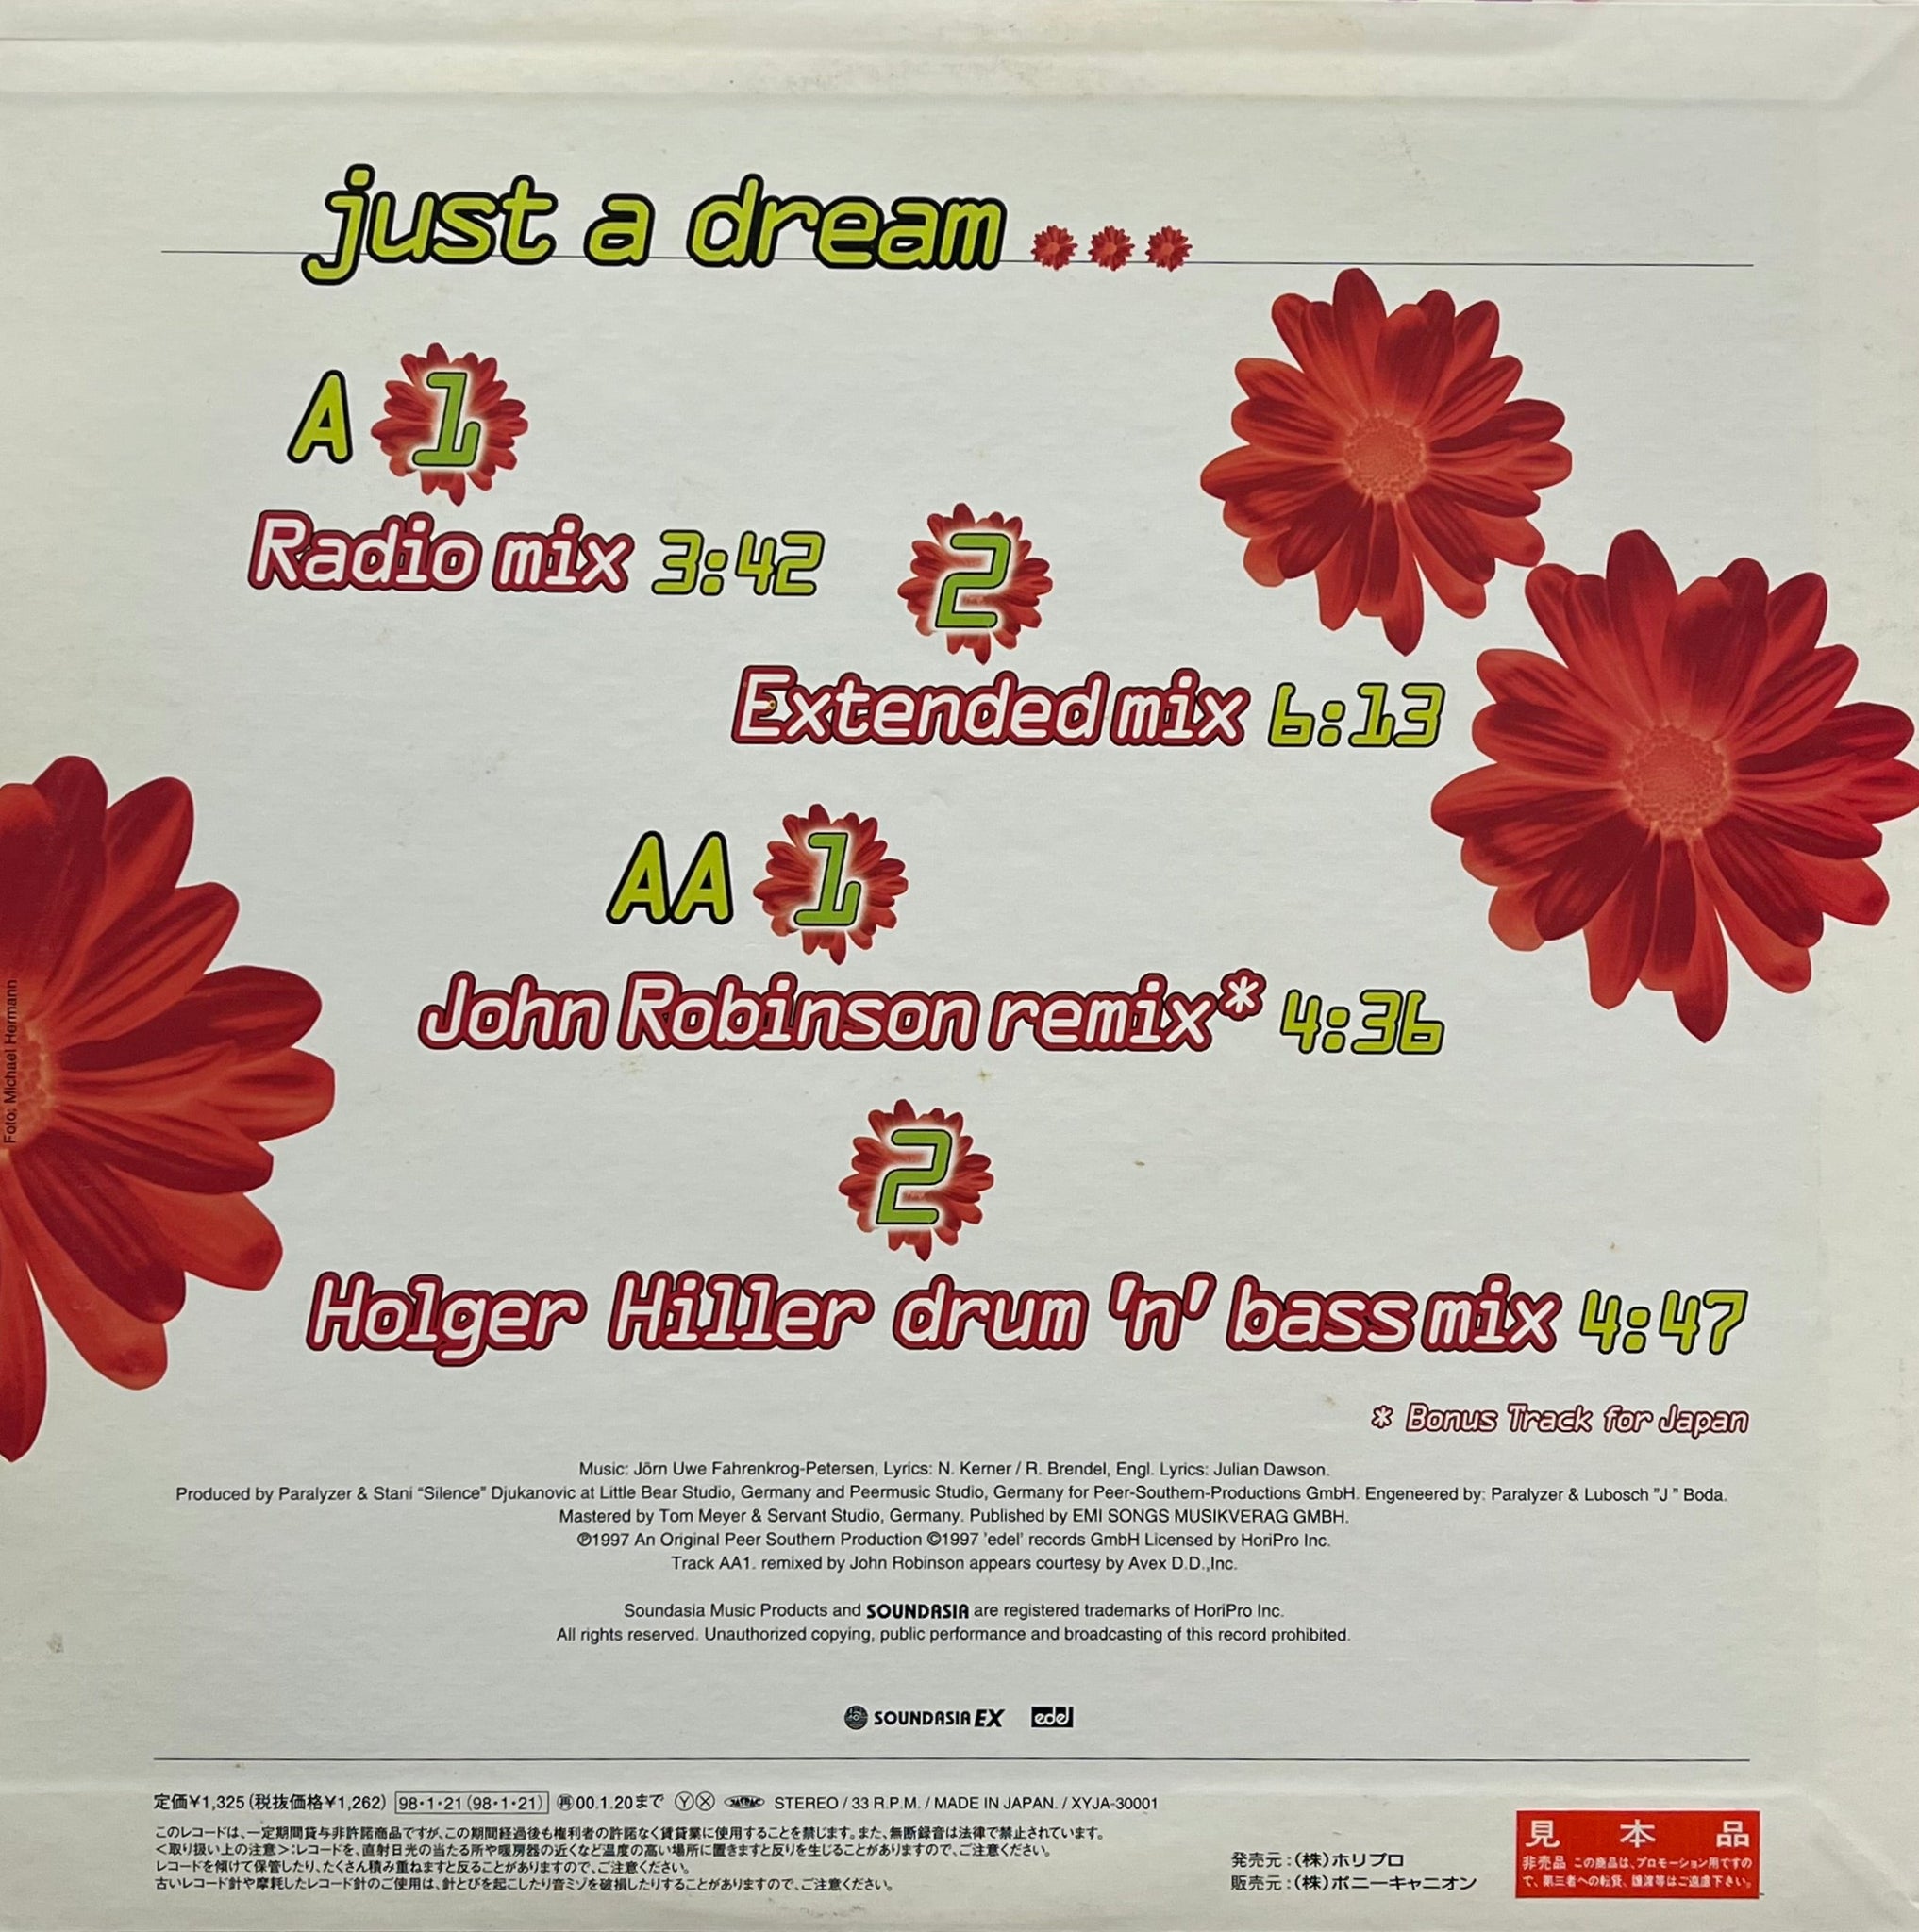 just a dream
A 1
Radio mix 3:42
2
Extended mix 6:13
AA 1
John Robinson remix* 4:36
2
Holger Hiller drum 'n' bass mix 4:47
* Bonus Track for Japan
Foto: Michael Hermann
Music: Jörn Uwe Fahrenkrog-Petersen, Lyrics: N. Kerner / R. Brendel, Engl. Lyrics: Julian Dawson.
Produced by Paralyzer & Stani “Silence” Djukanovic at Little Bear Studio, Germany and Peermusic Studio, Germany for Peer-Southern-Productions GmbH. Engeneered by: Paralyzer & Lubosch "J " Boda.
Mastered by Tom Meyer & Servant Studio, Germany. Published by EMI SONGS MUSIKVERAG GMBH.
℗1997 An Original Peer Southern Production ©1997 'edel' records GmbH Licensed by HoriPro Inc.
Track AA1. remixed by John Robinson appears courtesy by Avex D.D.,Inc.
Soundasia Music Products and SOUNDASIA are registered trademarks of HoriPro Inc.
All rights reserved. Unauthorized copying, public performance and broadcasting of this record prohibited.
SOUNDASIA EX edel
定価¥1,325 (税抜価格¥1,262) 98・1・21 (98・1・21) ㊢00.1.20まで Ⓨ Ⓧ JASRAC STEREO / 33 R.P.M. / MADE IN JAPAN. / XYJA-30001
このレコードは、一定期間貸与非許諾商品ですが、この期間経過後も権利者の許諾なく賃貸業に使用することを禁じます。また、無断録音は法律で禁止されています。
<取り扱い上の注意>:レコードを、直射日光の当たる所や暖房器の近くなど温度の高い場所に置きますと反りを生じることがありますので、ご注意ください。
レコードを傾けて保管したり、たくさん積み重ねますと反ることがありますので、ご注意ください。
古いレコード針や摩耗したレコード針のご使用は、針とびを起こしたり音ミゾを破損したりすることがありますので、ご注意ください。
発売元:(株)ホリプロ
販売元:(株)ポニーキャニオン
見本品
非売品 この商品は、プロモーション用ですの
で、第三者への転貸、譲渡等はご遠慮下さい。